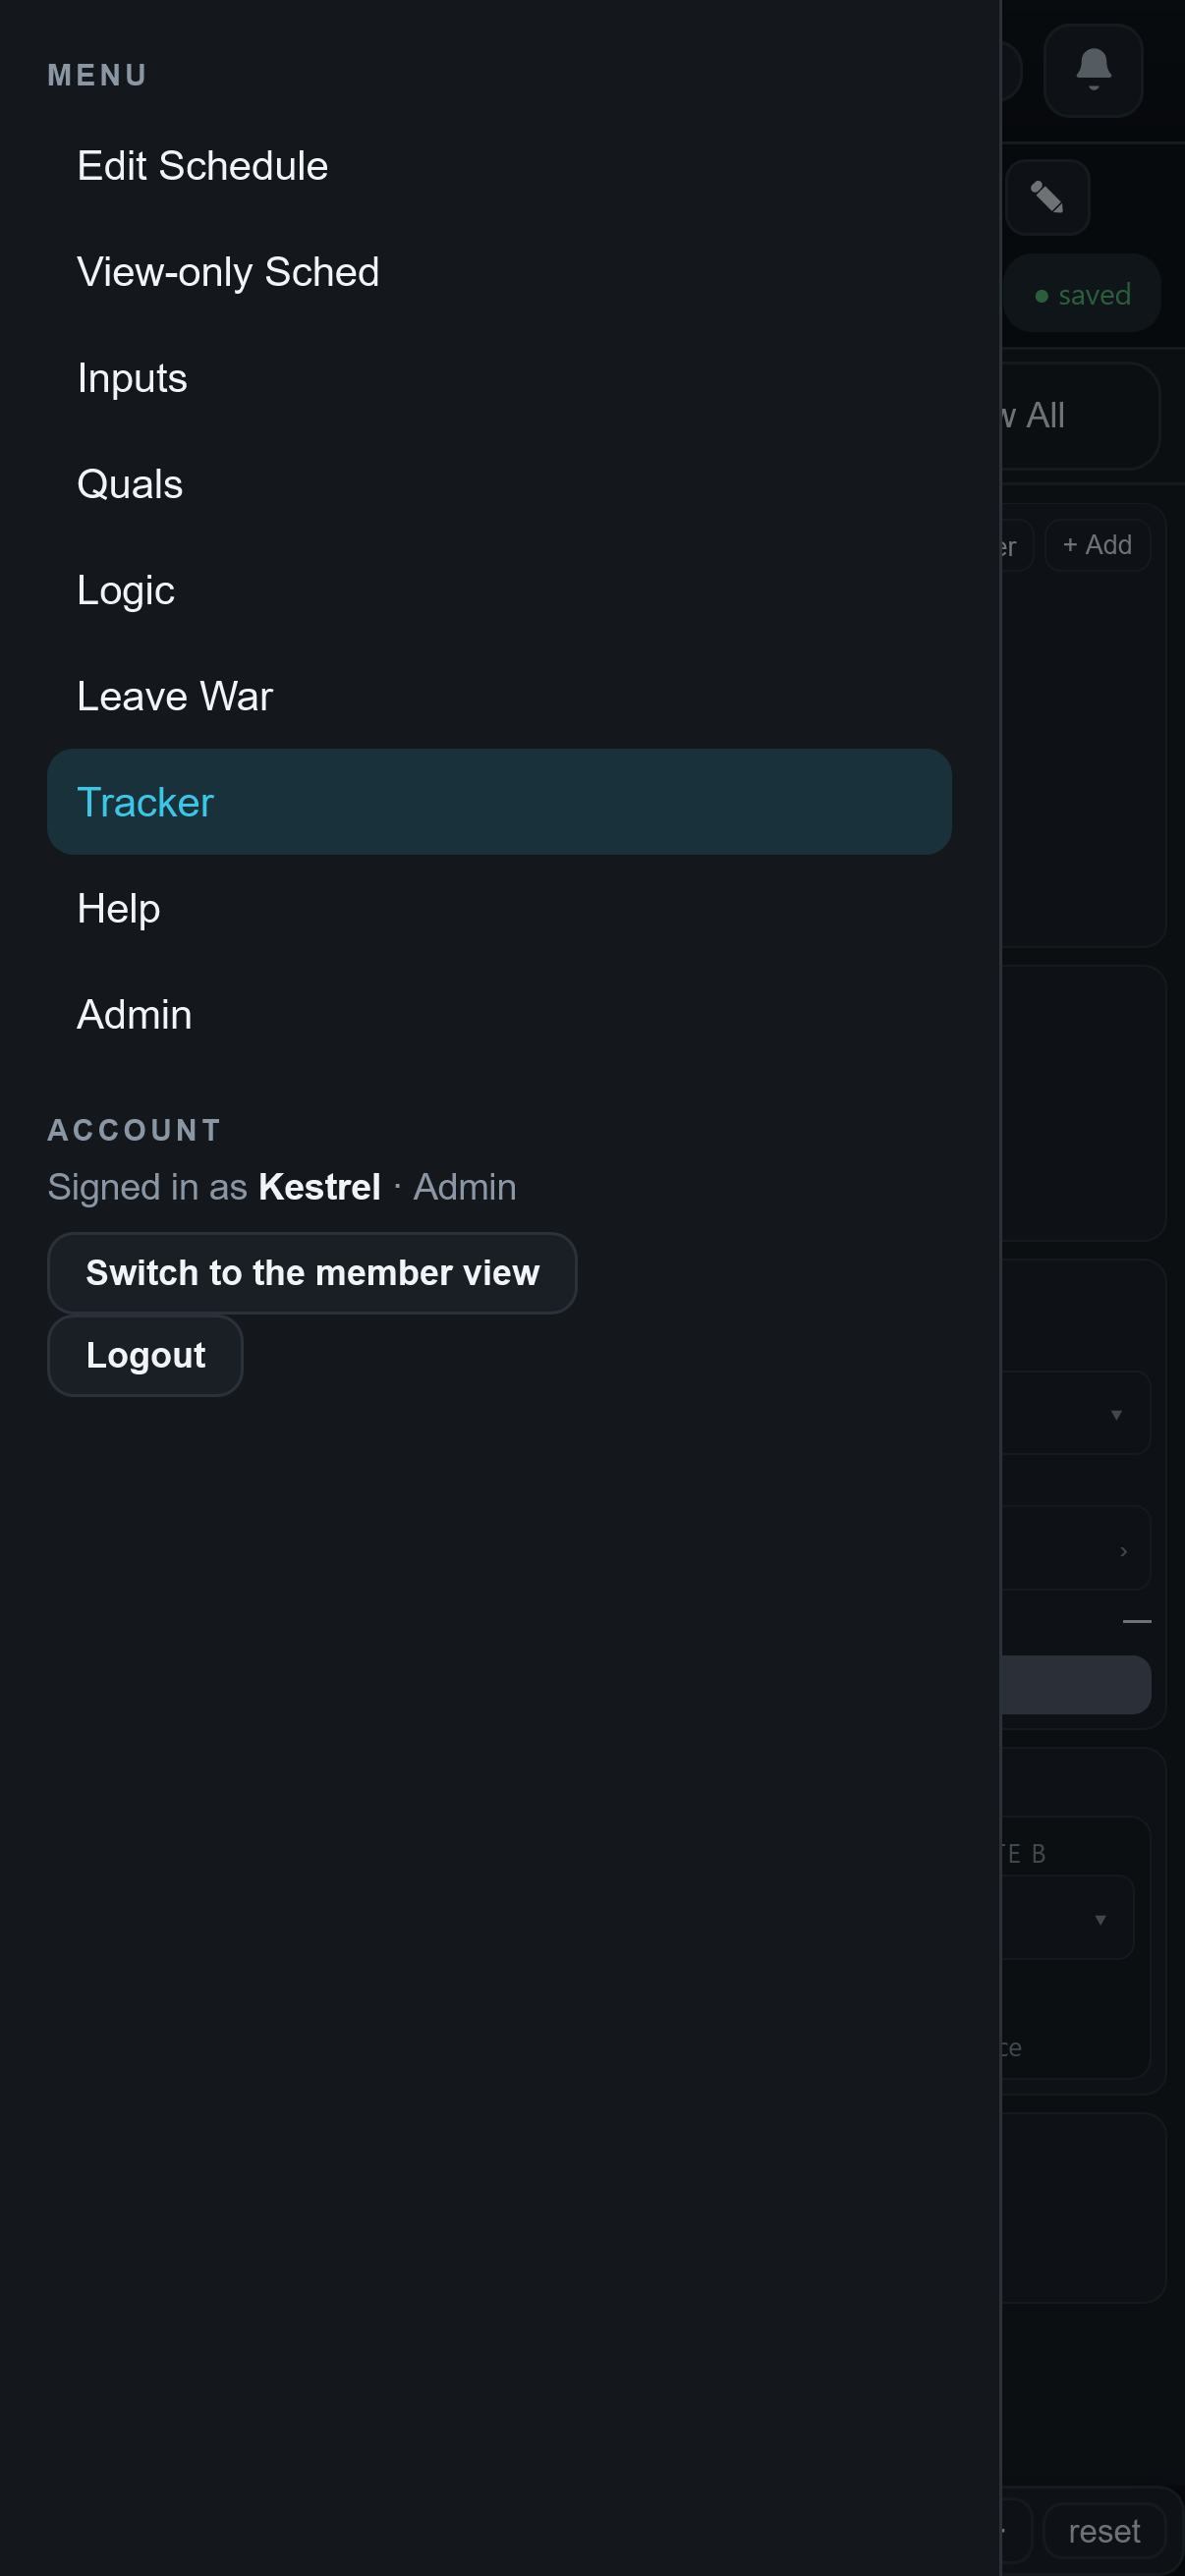 MENU
Edit Schedule
View-only Sched
Inputs
Quals
Logic
Leave War
Tracker
Help
Admin
ACCOUNT
Signed in as Kestrel · Admin
Switch to the member view
Logout
saved
All
+ Add
B
reset